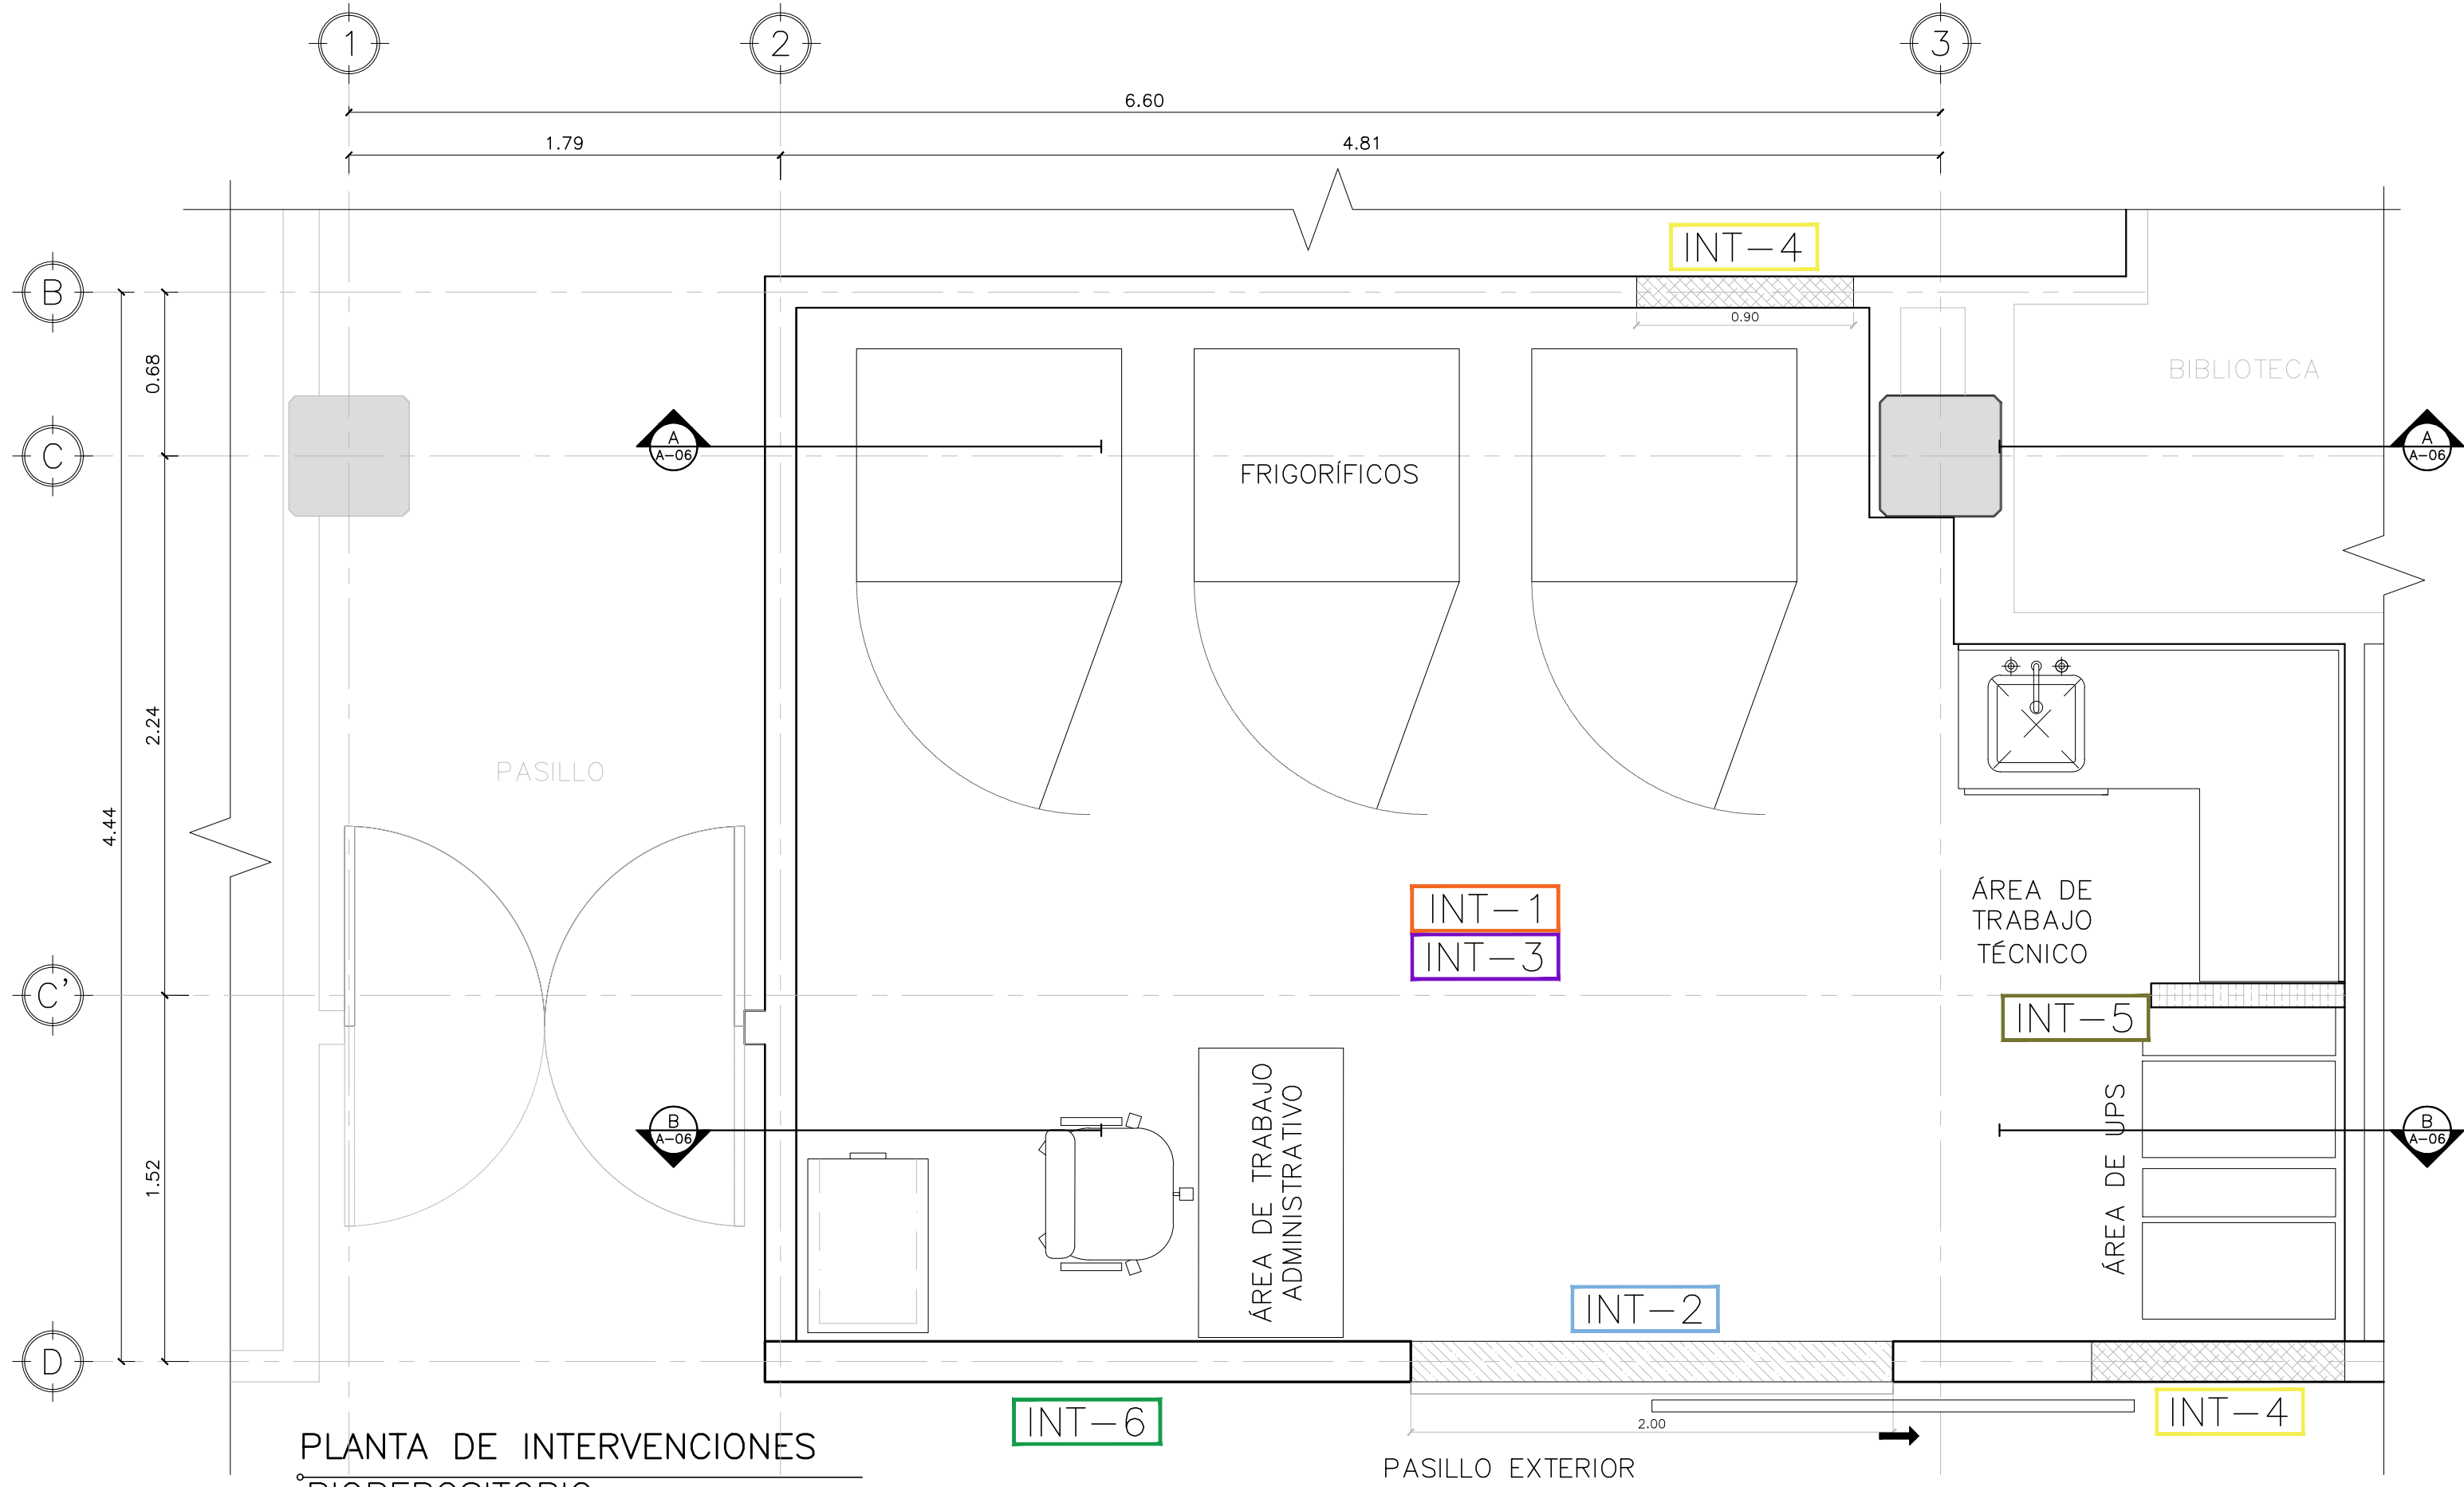 1
2
3
6.60
1.79
4.81
INT-4
B
0.90
0.68
BIBLIOTECA
C
A
A-06
A
A-06
FRIGORÍFICOS
2.24
PASILLO
4.44
ÁREA DE
TRABAJO
TÉCNICO
INT-1
INT-3
C'
INT-5
B
A-06
B
A-06
1.52
ÁREA DE TRABAJO
ADMINISTRATIVO
ÁREA DE UPS
INT-2
D
INT-6
INT-4
2.00
PLANTA DE INTERVENCIONES
PASILLO EXTERIOR
BIOREPOSITORIO